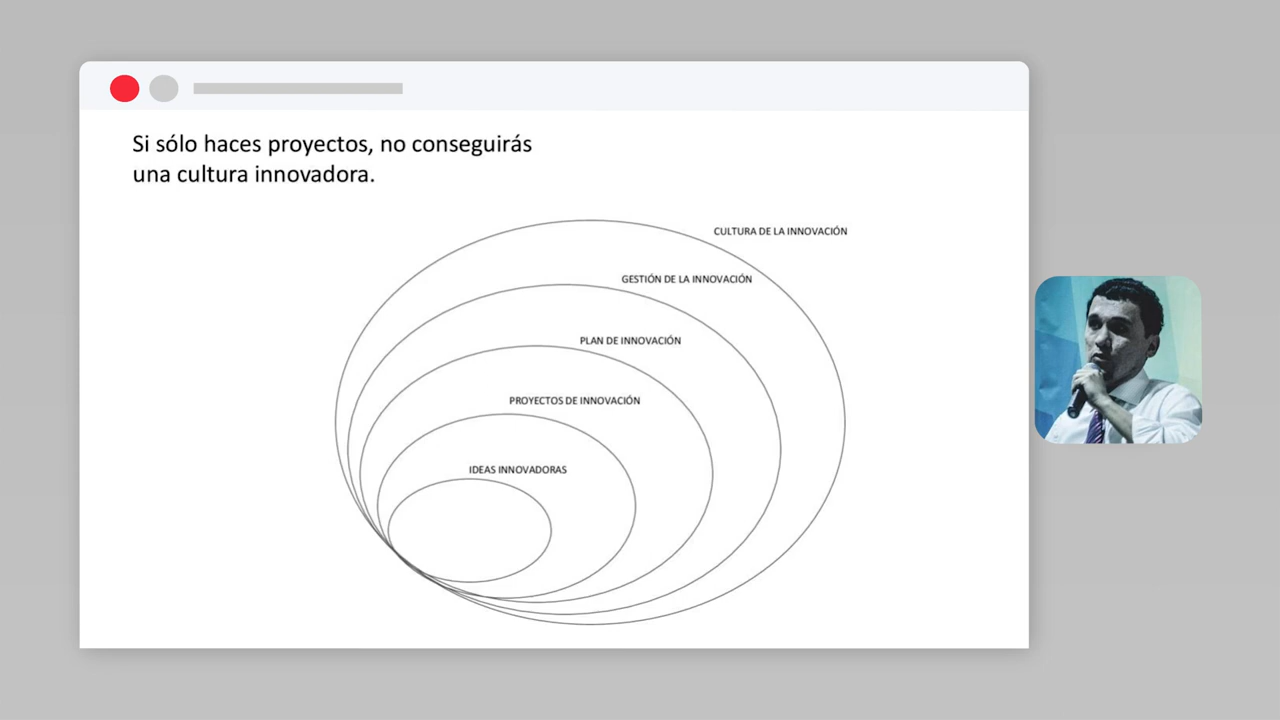 Si sólo haces proyectos, no conseguirás
una cultura innovadora.
CULTURA DE LA INNOVACIÓN
GESTIÓN DE LA INNOVACIÓN
PLAN DE INNOVACIÓN
PROYECTOS DE INNOVACIÓN
IDEAS INNOVADORAS